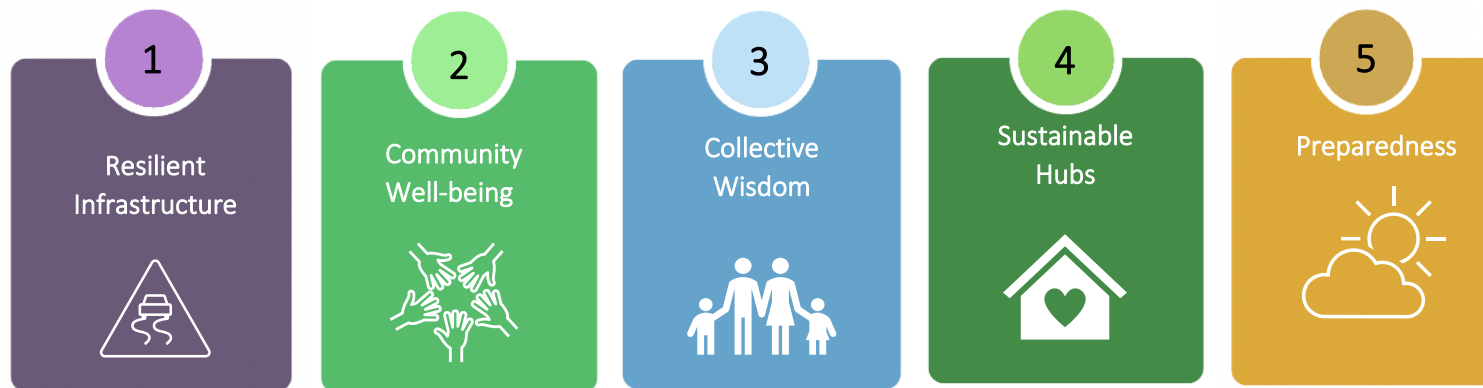 1
Resilient
Infrastructure
2
Community
Well-being
3
Collective
Wisdom
4
Sustainable
Hubs
5
Preparedness